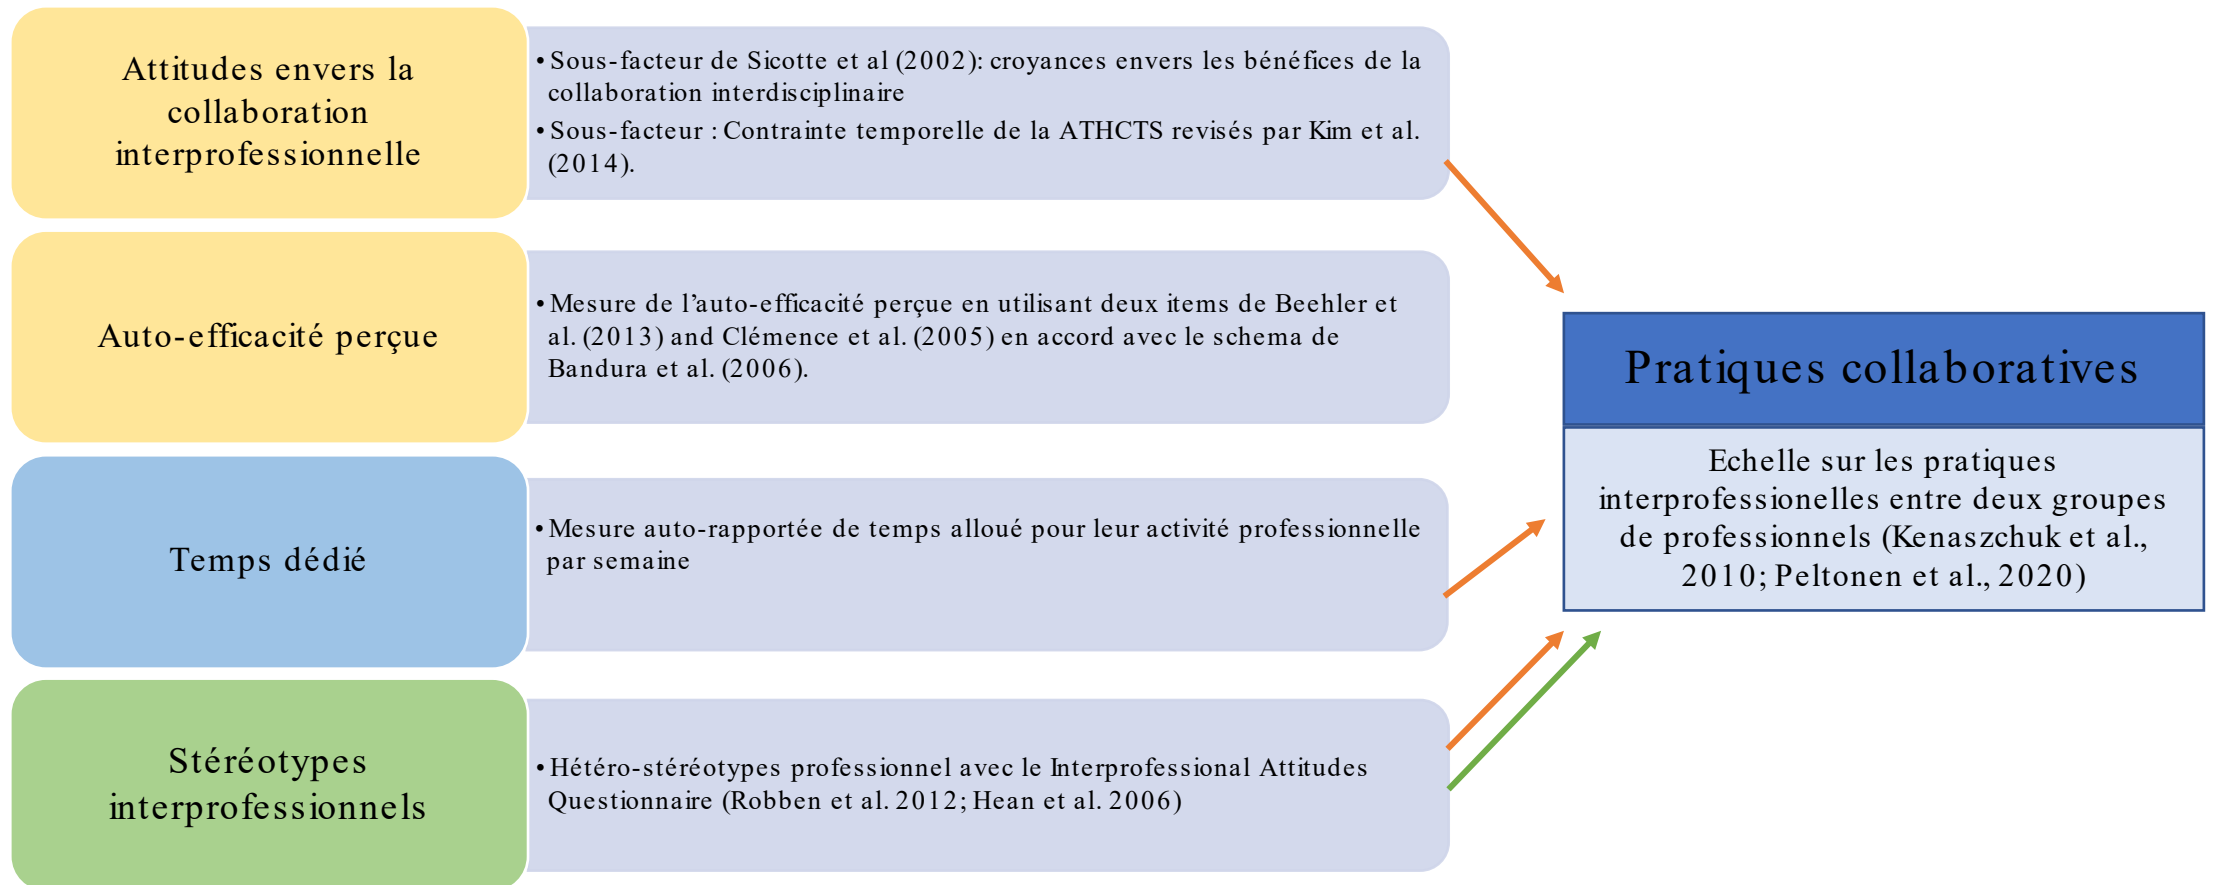 Attitudes envers la
collaboration
interprofessionnelle
• Sous-facteur de Sicotte et al (2002): croyances envers les bénéfices de la
collaboration interdisciplinaire
• Sous-facteur : Contrainte temporelle de la ATHCTS revisés par Kim et al.
(2014).
Auto-efficacité perçue
• Mesure de l’auto-efficacité perçue en utilisant deux items de Beehler et
al. (2013) and Clémence et al. (2005) en accord avec le schema de
Bandura et al. (2006).
Temps dédié
• Mesure auto-rapportée de temps alloué pour leur activité professionnelle
par semaine
Stéréotypes
interprofessionnels
• Hétéro-stéréotypes professionnel avec le Interprofessional Attitudes
Questionnaire (Robben et al. 2012; Hean et al. 2006)
Pratiques collaboratives
Echelle sur les pratiques
interprofessionelles entre deux groupes
de professionnels (Kenaszchuk et al.,
2010; Peltonen et al., 2020)